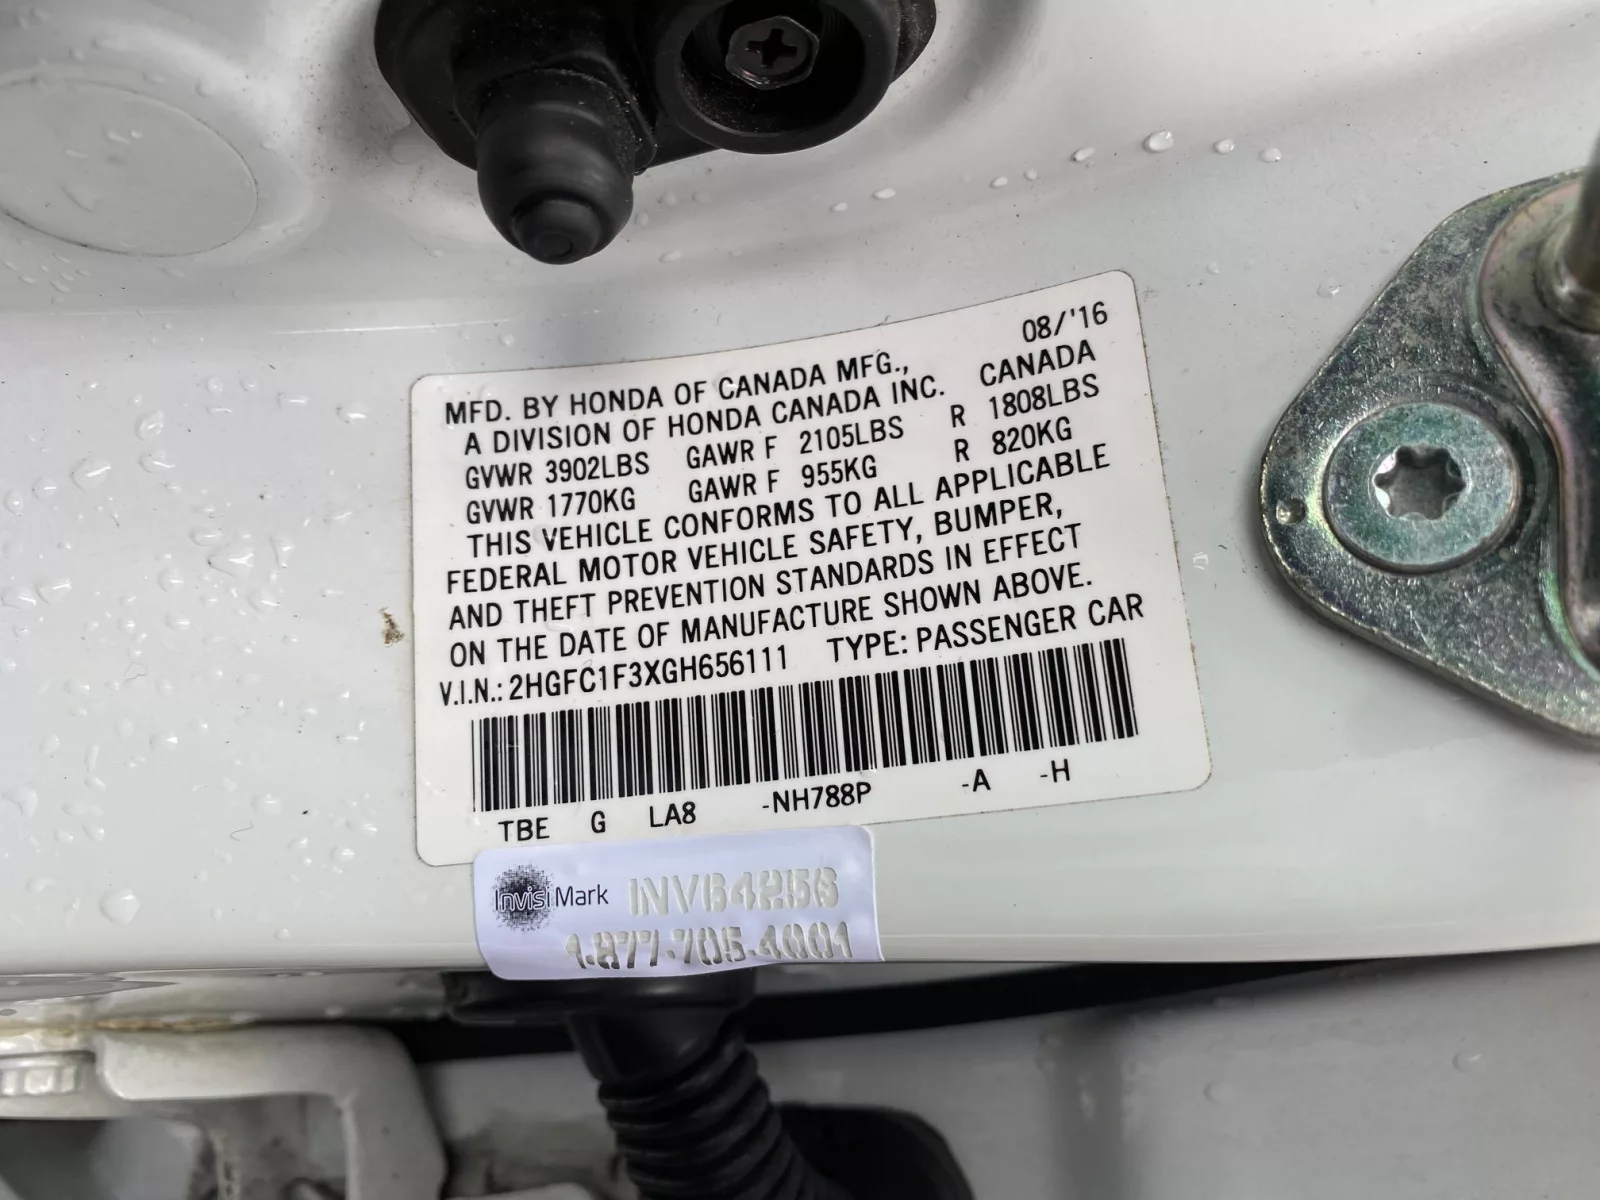 08/'16
MFD. BY HONDA OF CANADA MFG.,
A DIVISION OF HONDA CANADA INC. CANADA
GVWR 3902LBS GAWR F 2105LBS R 1808LBS
GVWR 1770KG GAWR F 955KG R 820KG
THIS VEHICLE CONFORMS TO ALL APPLICABLE
FEDERAL MOTOR VEHICLE SAFETY, BUMPER,
AND THEFT PREVENTION STANDARDS IN EFFECT
ON THE DATE OF MANUFACTURE SHOWN ABOVE.
V.I.N.: 2HGFC1F3XGH656111 TYPE: PASSENGER CAR
TBE G LA8 -NH788P -A -H
InvisiMark INV64256
1-877-705-4001